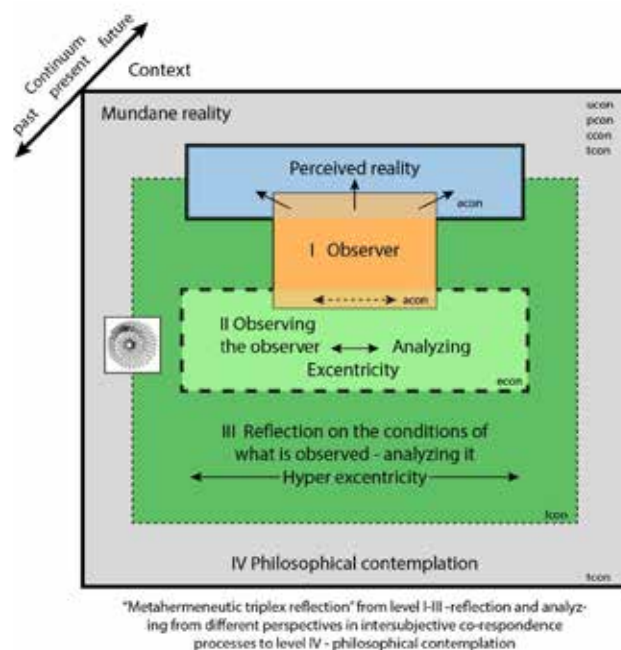 past present future
Continuum
Context
Mundane reality
ucon
pcon
ccon
tcon
Perceived reality
acon
I Observer
acon
II Observing
the observer
Analyzing
Excentricity
econ
III Reflection on the conditions of
what is observed - analyzing it
Hyper excentricity
IV Philosophical contemplation
tcon
"Metahermeneutic triplex reflection" from level I-III -reflection and analyz-
ing from different perspectives in intersubjective co-respondence
processes to level IV - philosophical contemplation